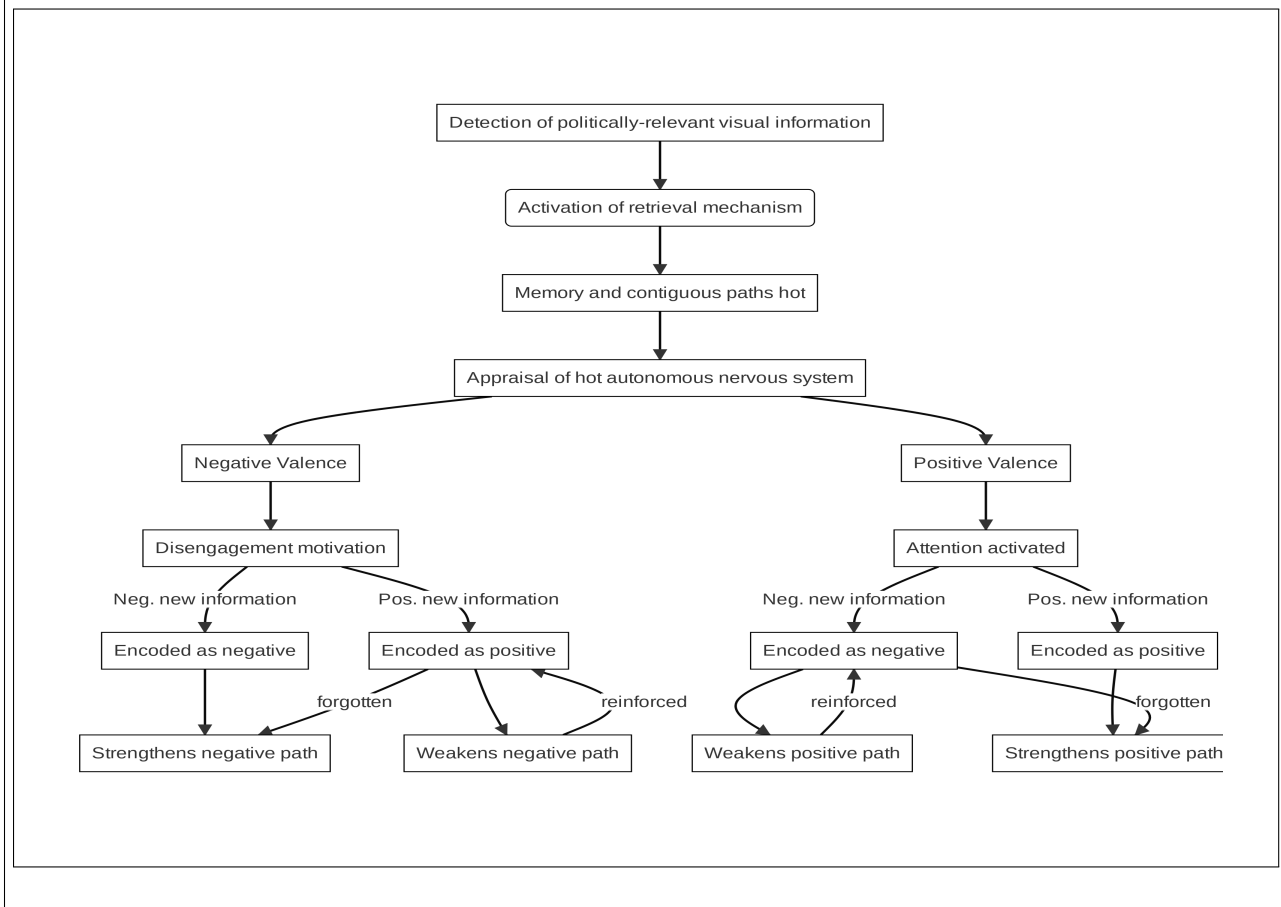 Detection of politically-relevant visual information
Activation of retrieval mechanism
Memory and contiguous paths hot
Appraisal of hot autonomous nervous system
Negative Valence
Positive Valence
Disengagement motivation
Attention activated
Neg. new information
Pos. new information
Neg. new information
Pos. new information
Encoded as negative
Encoded as positive
Encoded as negative
Encoded as positive
forgotten
reinforced
reinforced
forgotten
Strengthens negative path
Weakens negative path
Weakens positive path
Strengthens positive path